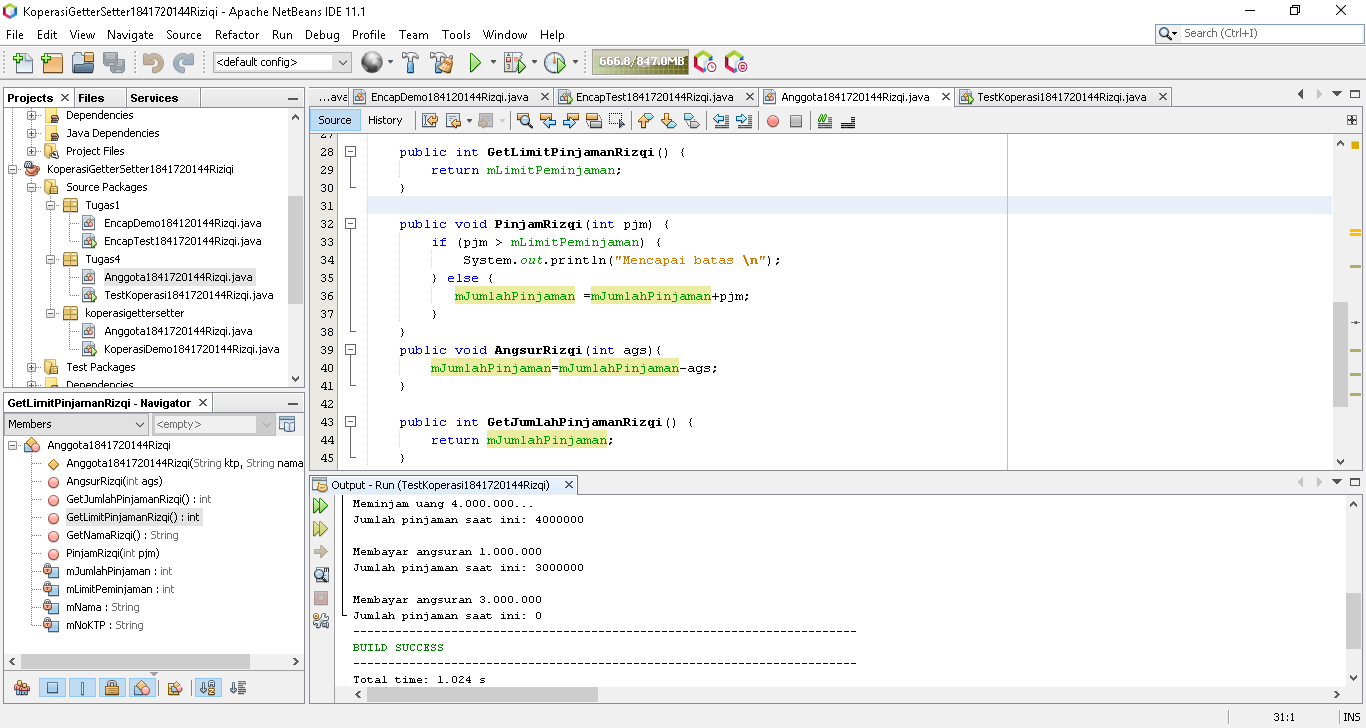 KoperasiGetterSetter1841720144Riziqi - Apache NetBeans IDE 11.1
File Edit View Navigate Source Refactor Run Debug Profile Team Tools Window Help
Search (Ctrl+I)
<default config>
666.8/847.0MB
Projects Files Services
Dependencies
Java Dependencies
Project Files
KoperasiGetterSetter1841720144Rizqi
Source Packages
Tugas1
EncapDemo184120144Rizqi.java
EncapTest1841720144Rizqi.java
Tugas4
Anggota1841720144Rizqi.java
TestKoperasi1841720144Rizqi.java
koperasigettersetter
Anggota1841720144Rizqi.java
KoperasiDemo1841720144Rizqi.java
Test Packages
Dependencies
GetLimitPinjamanRizqi - Navigator
Members <empty>
Anggota1841720144Rizqi
Anggota1841720144Rizqi(String ktp, String nama
AngsurRizqi(int ags)
GetJumlahPinjamanRizqi() : int
GetLimitPinjamanRizqi() : int
GetNamaRizqi() : String
PinjamRizqi(int pjm)
mJumlahPinjaman : int
mLimitPeminjaman : int
mNama : String
mNoKTP : String
...ava EncapDemo184120144Rizqi.java EncapTest1841720144Rizqi.java Anggota1841720144Rizqi.java TestKoperasi1841720144Rizqi.java
Source History
27
28 public int GetLimitPinjamanRizqi() {
29 return mLimitPeminjaman;
30 }
31
32 public void PinjamRizqi(int pjm) {
33 if (pjm > mLimitPeminjaman) {
34 System.out.println("Mencapai batas \n");
35 } else {
36 mJumlahPinjaman =mJumlahPinjaman+pjm;
37 }
38 }
39 public void AngsurRizqi(int ags){
40 mJumlahPinjaman=mJumlahPinjaman-ags;
41 }
42
43 public int GetJumlahPinjamanRizqi() {
44 return mJumlahPinjaman;
45 }
Output - Run (TestKoperasi1841720144Rizqi)
Meminjam uang 4.000.000...
Jumlah pinjaman saat ini: 4000000
Membayar angsuran 1.000.000
Jumlah pinjaman saat ini: 3000000
Membayar angsuran 3.000.000
Jumlah pinjaman saat ini: 0
------------------------------------------------------------------------
BUILD SUCCESS
------------------------------------------------------------------------
Total time: 1.024 s
31:1 INS